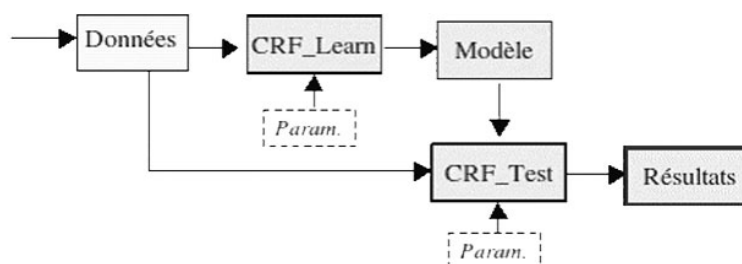 Données
CRF_Learn
Modèle
Param.
CRF_Test
Résultats
Param.